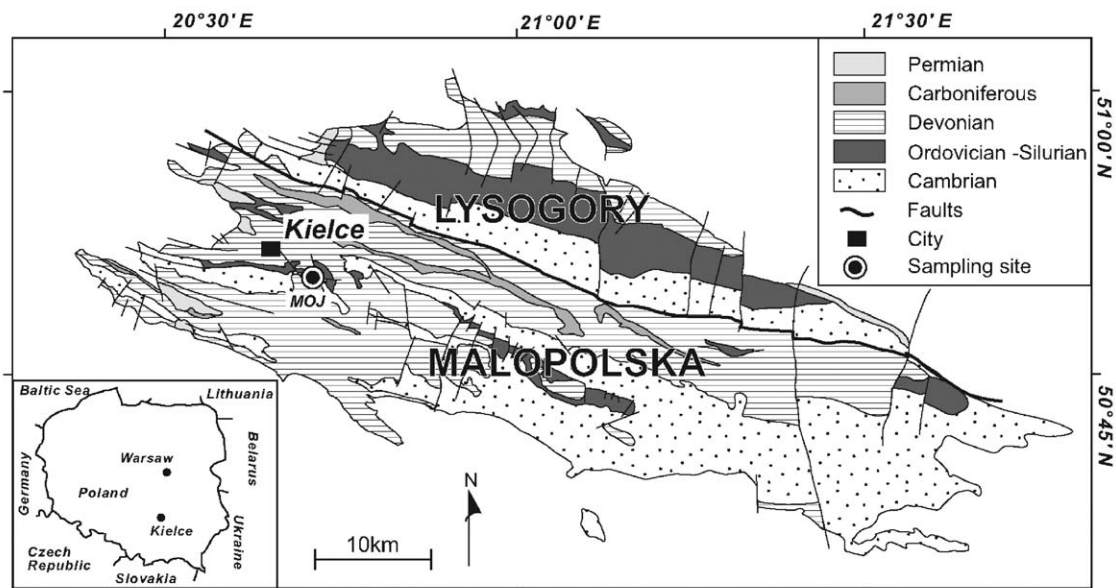 20°30' E
21°00' E
21°30' E
Permian
Carboniferous
Devonian
Ordovician -Silurian
Cambrian
Faults
City
Sampling site
51°00' N
LYSOGORY
Kielce
MOJ
MALOPOLSKA
50°45' N
Baltic Sea
Lithuania
Belarus
Warsaw
Germany
Poland
Kielce
Ukraine
Czech
Republic
Slovakia
N
10km